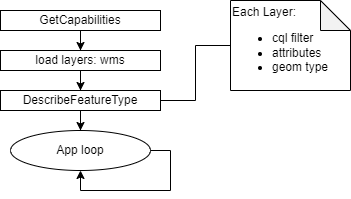 GetCapabilities
load layers: wms
DescribeFeatureType
App loop
Each Layer:
• cql filter
• attributes
• geom type